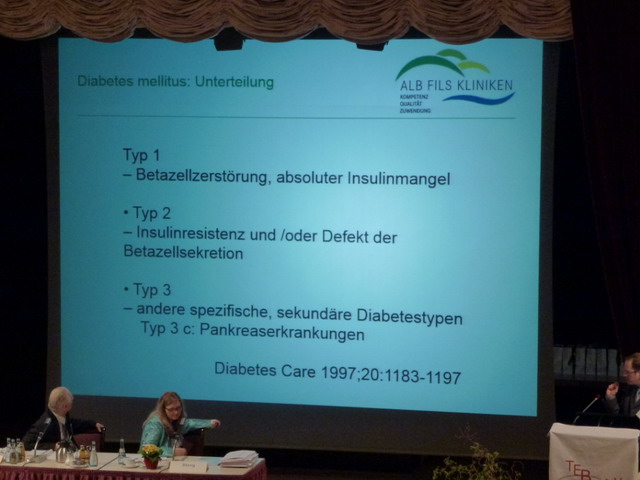 Diabetes mellitus: Unterteilung
ALB FILS KLINIKEN
KOMPETENZ
QUALITÄT
ZUWENDUNG
Typ 1
– Betazellzerstörung, absoluter Insulinmangel
• Typ 2
– Insulinresistenz und /oder Defekt der
Betazellsekretion
• Typ 3
– andere spezifische, sekundäre Diabetestypen
Typ 3 c: Pankreaserkrankungen
Diabetes Care 1997;20:1183-1197